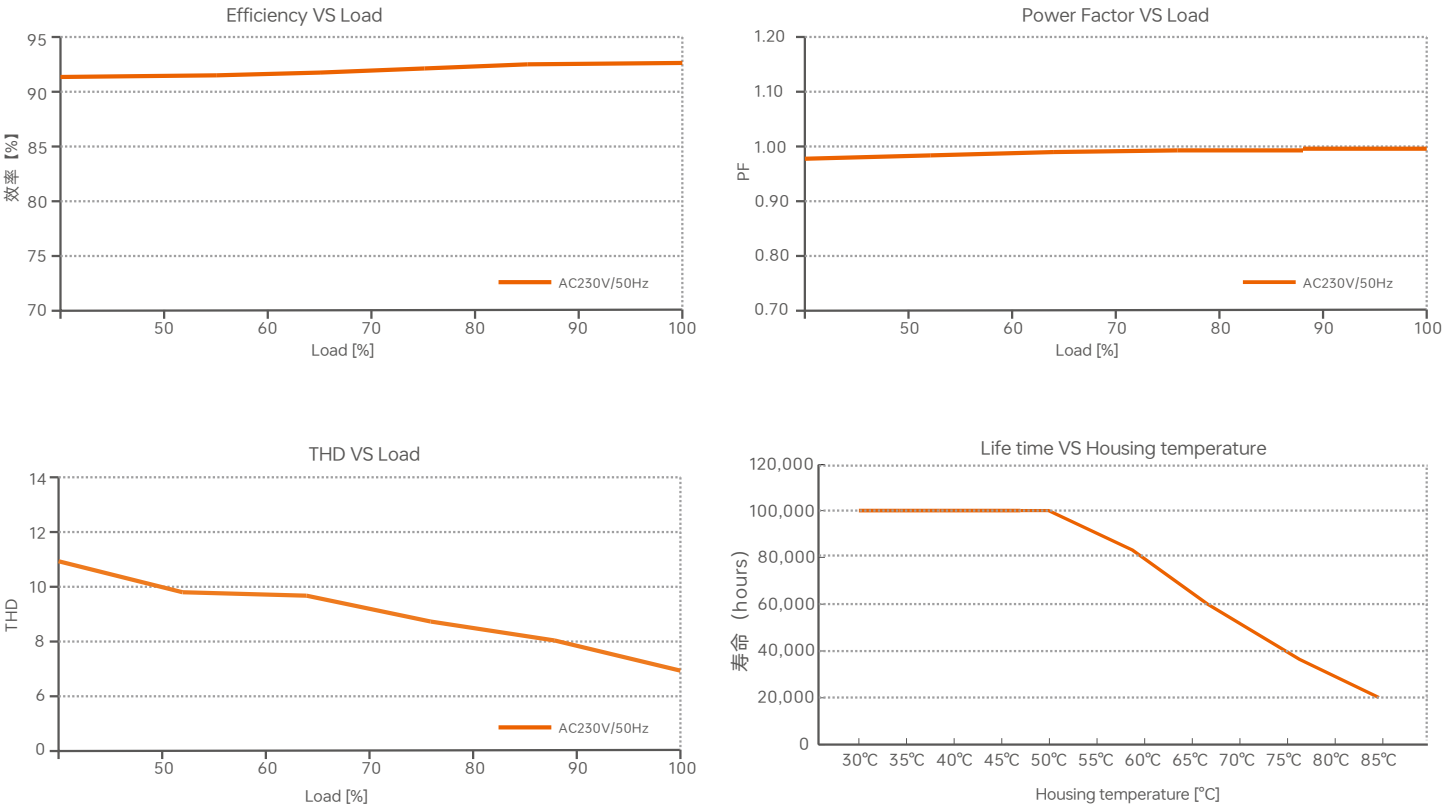 Efficiency VS Load
95
90
85
80
75
70
效率【%】
AC230V/50Hz
50 60 70 80 90 100
Load [%]
Power Factor VS Load
1.20
1.10
1.00
0.90
0.80
0.70
PF
AC230V/50Hz
50 60 70 80 90 100
Load [%]
THD VS Load
14
12
10
8
6
0
THD
AC230V/50Hz
50 60 70 80 90 100
Load [%]
Life time VS Housing temperature
120,000
100,000
80,000
60,000
40,000
20,000
0
寿命（hours）
30℃ 35℃ 40℃ 45℃ 50℃ 55℃ 60℃ 65℃ 70℃ 75℃ 80℃ 85℃
Housing temperature [℃]